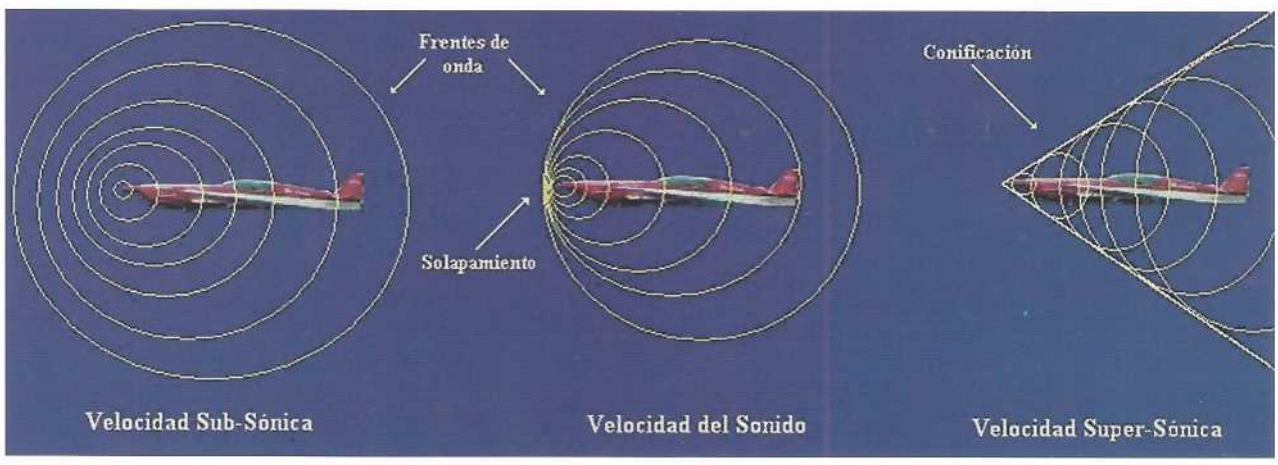 Frentes de
onda
Conificación
Solapamiento
Velocidad Sub-Sónica
Velocidad del Sonido
Velocidad Super-Sónica